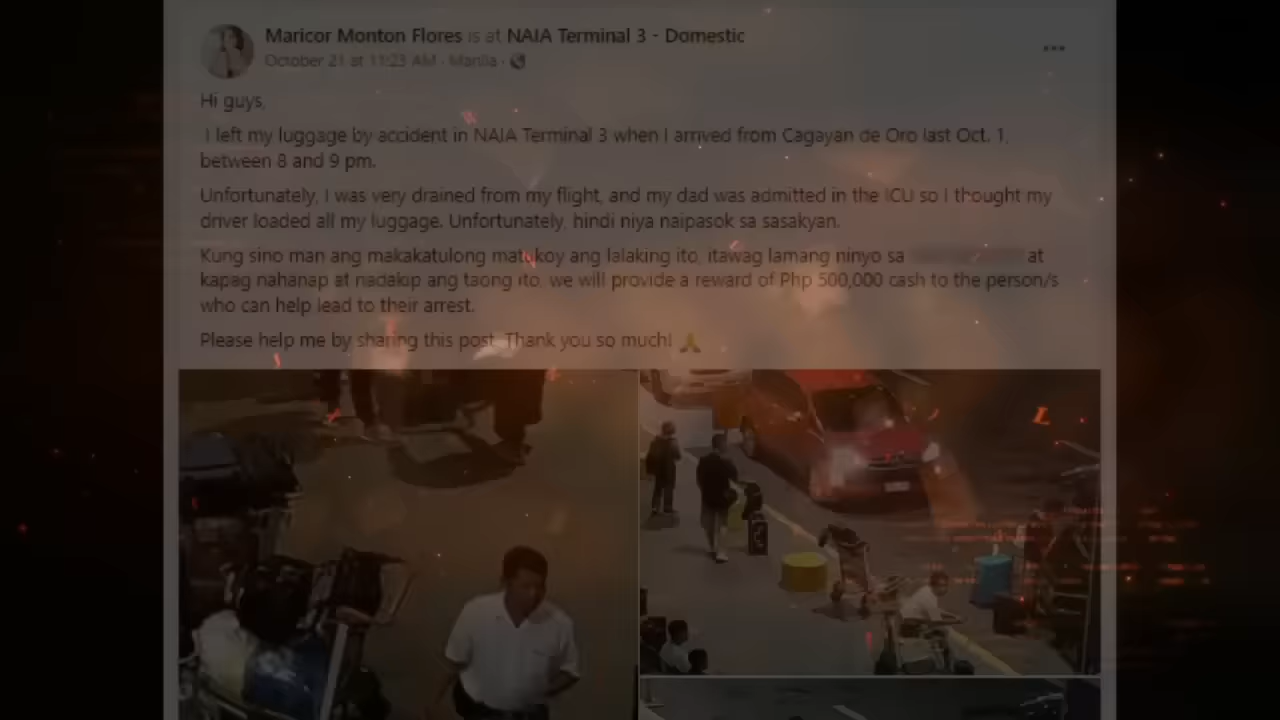 Maricor Monton Flores is at NAIA Terminal 3 - Domestic
October 21 at 11:23 AM · Manila ·
Hi guys,
I left my luggage by accident in NAIA Terminal 3 when I arrived from Cagayan de Oro last Oct. 1,
between 8 and 9 pm.
Unfortunately, I was very drained from my flight, and my dad was admitted in the ICU so I thought my
driver loaded all my luggage. Unfortunately, hindi niya naipasok sa sasakyan.
Kung sino man ang makakatulong matukoy ang lalaking ito, itawag lamang ninyo sa at
kapag nahanap at nadakip ang taong ito, we will provide a reward of Php 500,000 cash to the person/s
who can help lead to their arrest.
Please help me by sharing this post. Thank you so much!